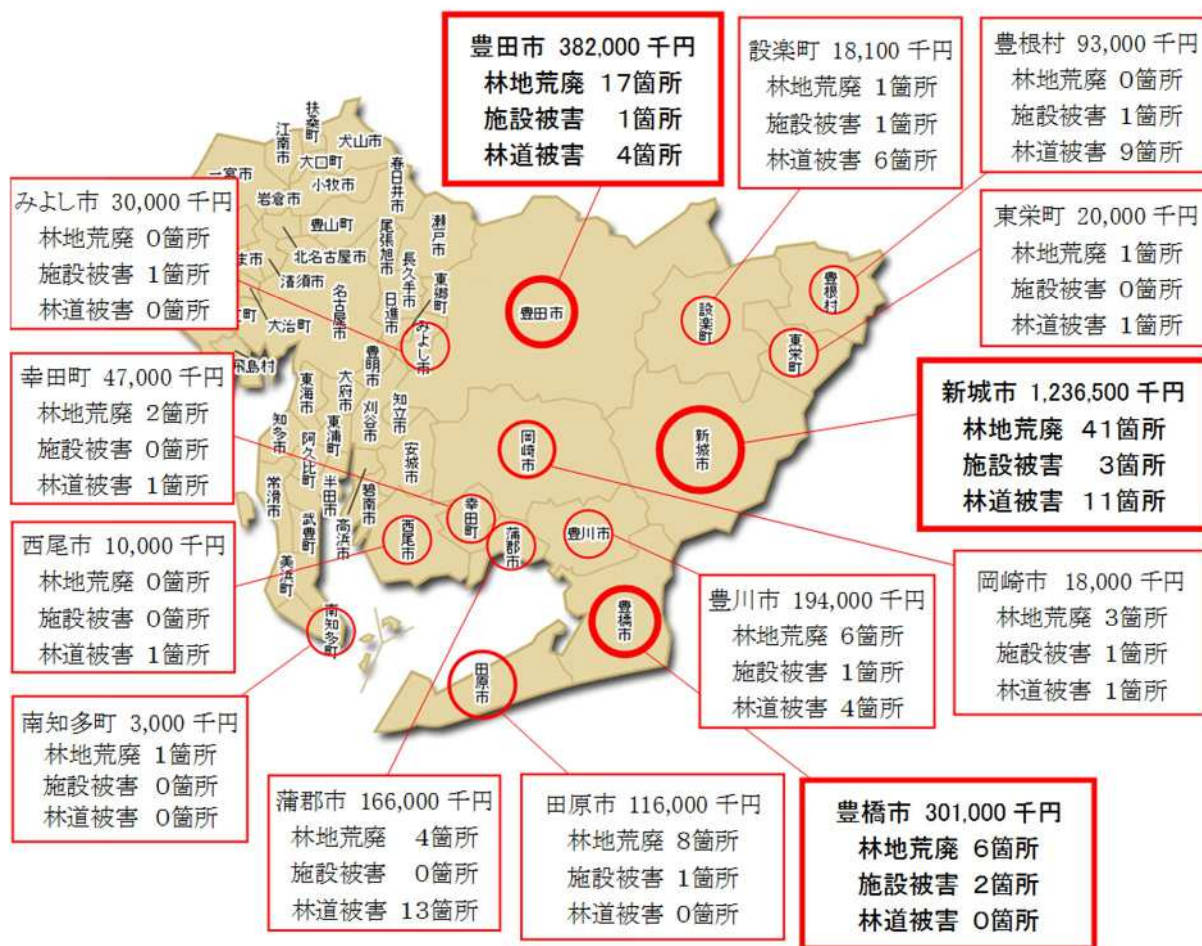 豊田市 382,000 千円
林地荒廃 17箇所
施設被害 1箇所
林道被害 4箇所
設楽町 18,100 千円
林地荒廃 1箇所
施設被害 1箇所
林道被害 6箇所
豊根村 93,000 千円
林地荒廃 0箇所
施設被害 1箇所
林道被害 9箇所
みよし市 30,000 千円
林地荒廃 0箇所
施設被害 1箇所
林道被害 0箇所
東栄町 20,000 千円
林地荒廃 1箇所
施設被害 0箇所
林道被害 1箇所
幸田町 47,000 千円
林地荒廃 2箇所
施設被害 0箇所
林道被害 1箇所
新城市 1,236,500 千円
林地荒廃 41箇所
施設被害 3箇所
林道被害 11箇所
西尾市 10,000 千円
林地荒廃 0箇所
施設被害 0箇所
林道被害 1箇所
岡崎市 18,000 千円
林地荒廃 3箇所
施設被害 1箇所
林道被害 1箇所
豊川市 194,000 千円
林地荒廃 6箇所
施設被害 1箇所
林道被害 4箇所
南知多町 3,000 千円
林地荒廃 1箇所
施設被害 0箇所
林道被害 0箇所
蒲郡市 166,000 千円
林地荒廃 4箇所
施設被害 0箇所
林道被害 13箇所
田原市 116,000 千円
林地荒廃 8箇所
施設被害 1箇所
林道被害 0箇所
豊橋市 301,000 千円
林地荒廃 6箇所
施設被害 2箇所
林道被害 0箇所
扶桑町
江南市
犬山市
大口町
一宮市
小牧市
春日井市
岩倉市
豊山町
瀬戸市
尾張旭市
北名古屋市
ま市
清須市
長久手市
東郷町
名古屋市
日進市
大治町
みよし市
飛島村
豊明市
豊田市
設楽町
豊根村
東栄町
東海市
大府市
知立市
刈谷市
知多市
東浦町
阿久比町
安城市
岡崎市
新城市
常滑市
半田市
碧南市
武豊町
高浜市
幸田町
西尾市
蒲郡市
豊川市
美浜町
南知多町
豊橋市
田原市